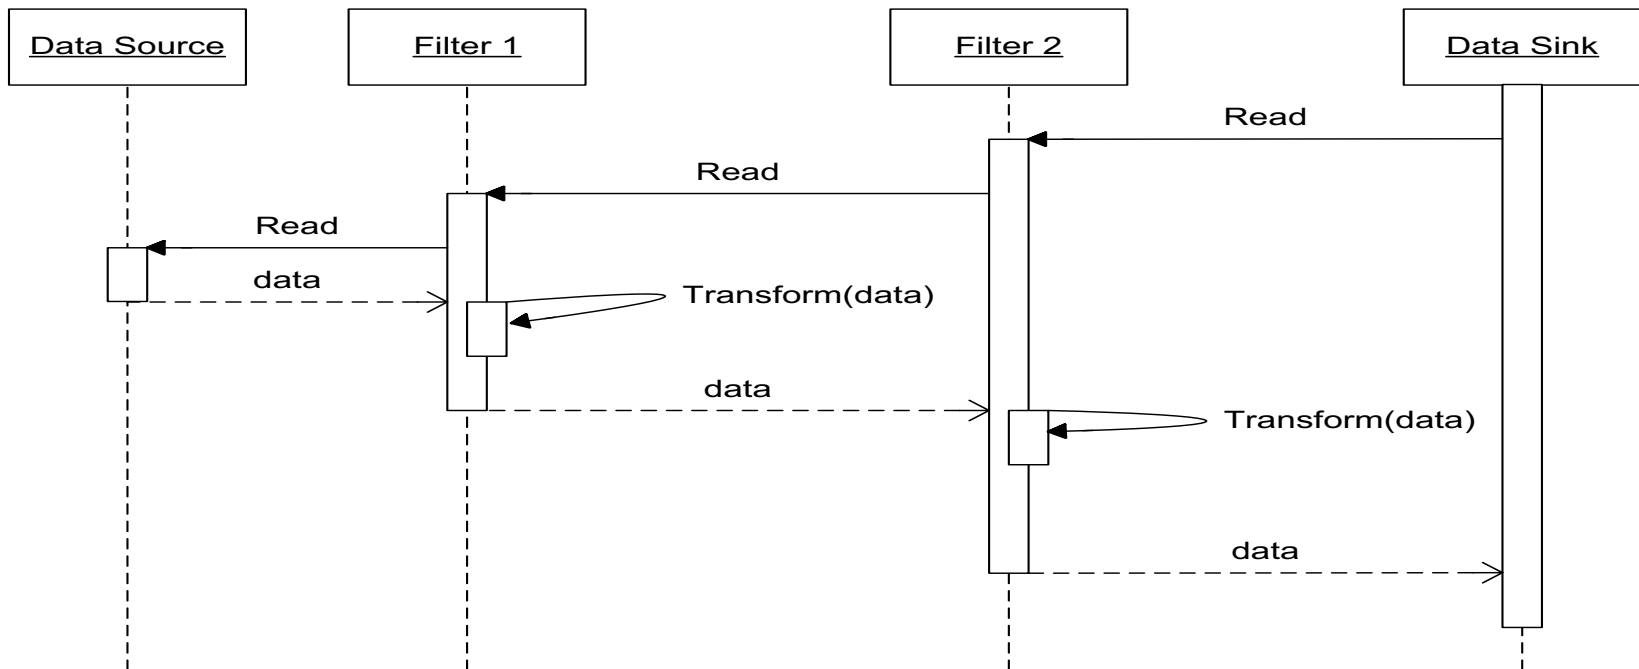 Data Source
Filter 1
Filter 2
Data Sink
Read
Read
Read
data
Transform(data)
data
Transform(data)
data